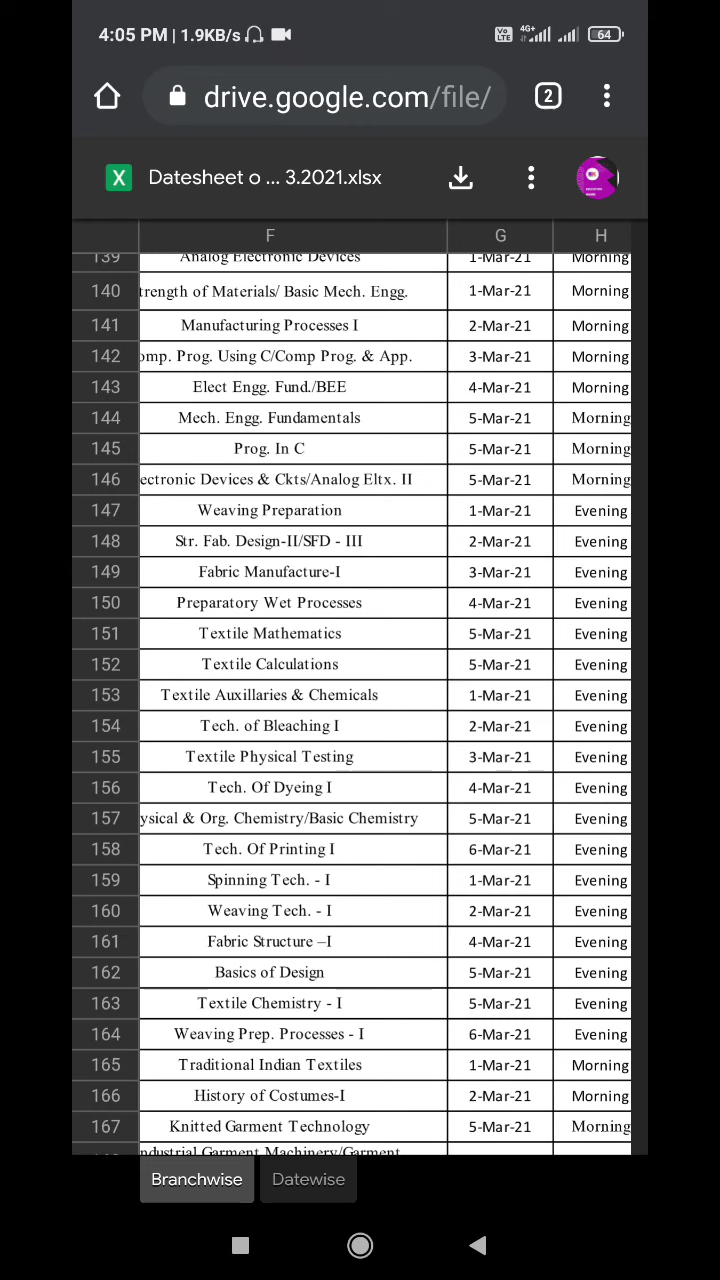 4:05 PM | 1.9KB/s Vo LTE 4G+ 64
drive.google.com/file/ 2
X Datesheet o ... 3.2021.xlsx
F G H
139 Analog Electronic Devices 1-Mar-21 Morning
140 trength of Materials/ Basic Mech. Engg. 1-Mar-21 Morning
141 Manufacturing Processes I 2-Mar-21 Morning
142 omp. Prog. Using C/Comp Prog. & App. 3-Mar-21 Morning
143 Elect Engg. Fund./BEE 4-Mar-21 Morning
144 Mech. Engg. Fundamentals 5-Mar-21 Morning
145 Prog. In C 5-Mar-21 Morning
146 ectronic Devices & Ckts/Analog Eltx. II 5-Mar-21 Morning
147 Weaving Preparation 1-Mar-21 Evening
148 Str. Fab. Design-II/SFD - III 2-Mar-21 Evening
149 Fabric Manufacture-I 3-Mar-21 Evening
150 Preparatory Wet Processes 4-Mar-21 Evening
151 Textile Mathematics 5-Mar-21 Evening
152 Textile Calculations 5-Mar-21 Evening
153 Textile Auxillaries & Chemicals 1-Mar-21 Evening
154 Tech. of Bleaching I 2-Mar-21 Evening
155 Textile Physical Testing 3-Mar-21 Evening
156 Tech. Of Dyeing I 4-Mar-21 Evening
157 ysical & Org. Chemistry/Basic Chemistry 5-Mar-21 Evening
158 Tech. Of Printing I 6-Mar-21 Evening
159 Spinning Tech. - I 1-Mar-21 Evening
160 Weaving Tech. - I 2-Mar-21 Evening
161 Fabric Structure –I 4-Mar-21 Evening
162 Basics of Design 5-Mar-21 Evening
163 Textile Chemistry - I 5-Mar-21 Evening
164 Weaving Prep. Processes - I 6-Mar-21 Evening
165 Traditional Indian Textiles 1-Mar-21 Morning
166 History of Costumes-I 2-Mar-21 Morning
167 Knitted Garment Technology 5-Mar-21 Morning
ndustrial Garment Machinery/Garment
Branchwise Datewise